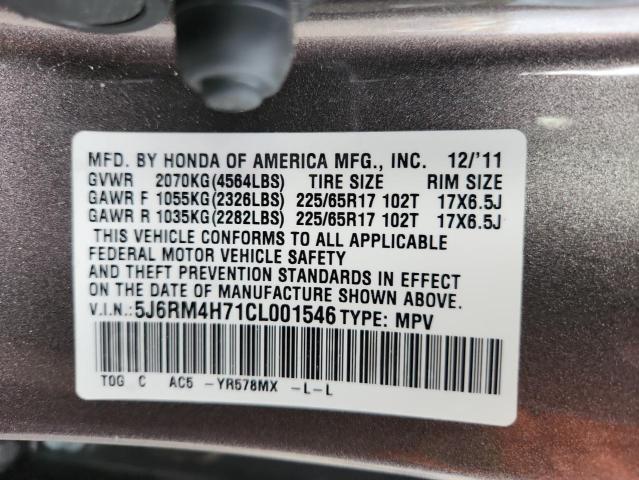 MFD. BY HONDA OF AMERICA MFG., INC. 12/'11
GVWR 2070KG(4564LBS) TIRE SIZE RIM SIZE
GAWR F 1055KG(2326LBS) 225/65R17 102T 17X6.5J
GAWR R 1035KG(2282LBS) 225/65R17 102T 17X6.5J
THIS VEHICLE CONFORMS TO ALL APPLICABLE
FEDERAL MOTOR VEHICLE SAFETY
AND THEFT PREVENTION STANDARDS IN EFFECT
ON THE DATE OF MANUFACTURE SHOWN ABOVE.
V.I.N.: 5J6RM4H71CL001546 TYPE: MPV
T0G C AC5 -YR578MX -L-L